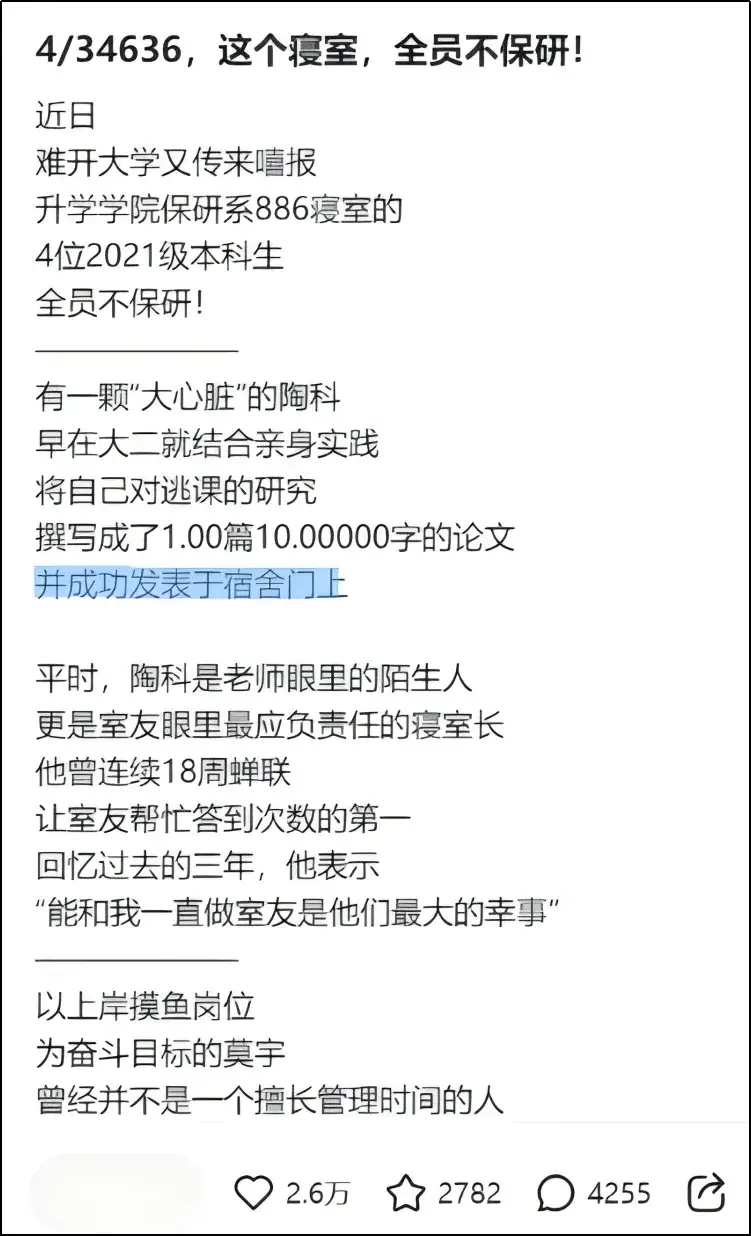 4/34636，这个寝室，全员不保研！
近日
难开大学又传来嘻报
升学学院保研系886寝室的
4位2021级本科生
全员不保研！
有一颗“大心脏”的陶科
早在大二就结合亲身实践
将自己对逃课的研究
撰写成了1.00篇10.00000字的论文
并成功发表于宿舍门上
平时，陶科是老师眼里的陌生人
更是室友眼里最应负责任的寝室长
他曾连续18周蝉联
让室友帮忙答到次数的第一
回忆过去的三年，他表示
“能和我一直做室友是他们最大的幸事”
以上岸摸鱼岗位
为奋斗目标的莫宇
曾经并不是一个擅长管理时间的人
2.6万 2782 4255